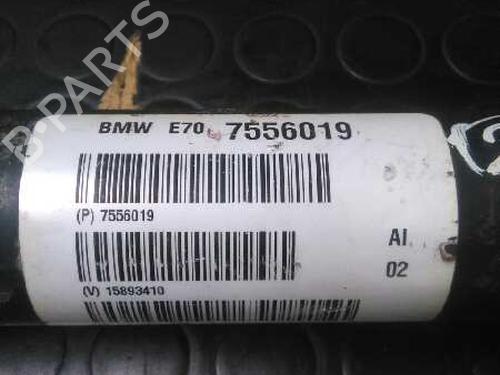 B-PARTS
BMW E70 7556019
(P) 7556019
AI
02
(V) 15893410